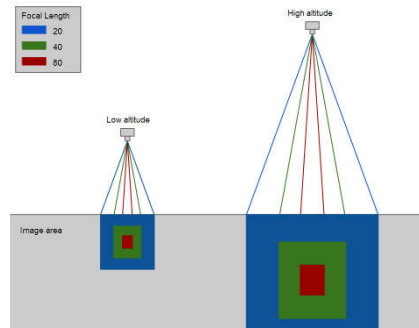 High altitude
Focal Length
20
40
80
Low altitude
Image area